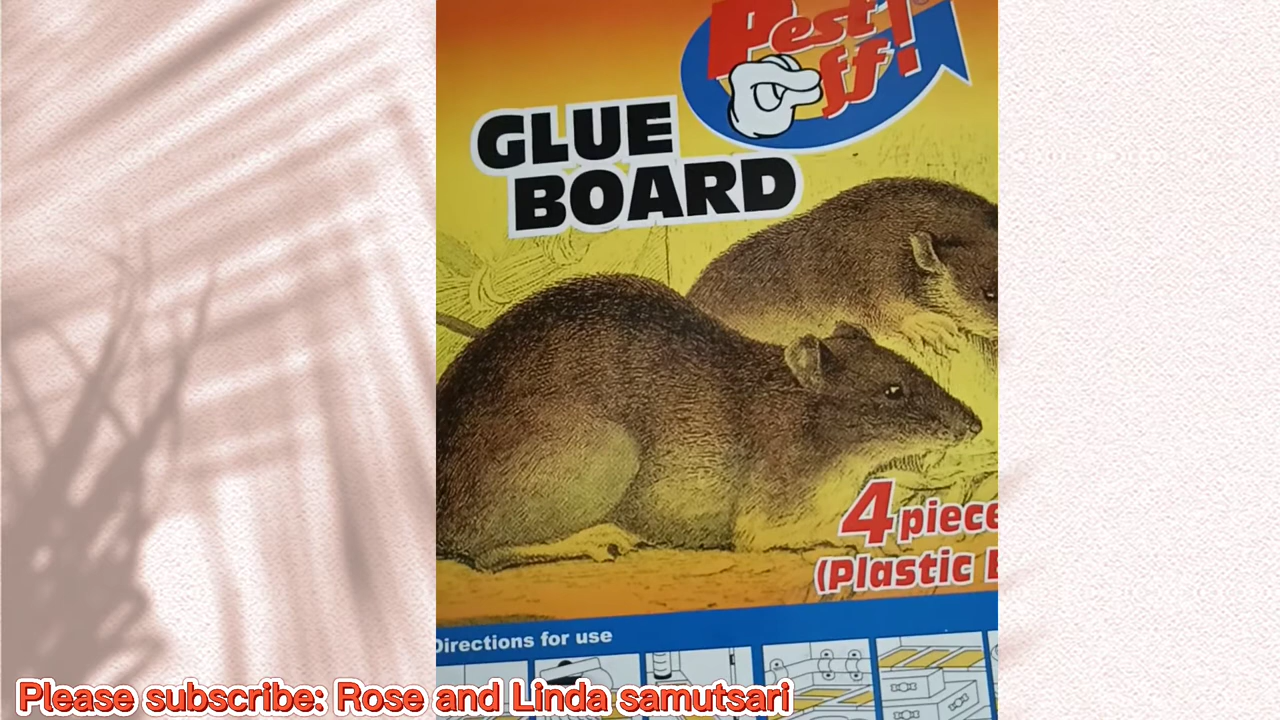 Pest
Off!
GLUE
BOARD
4 piece
(Plastic
Directions for use
Please subscribe: Rose and Linda samutsari